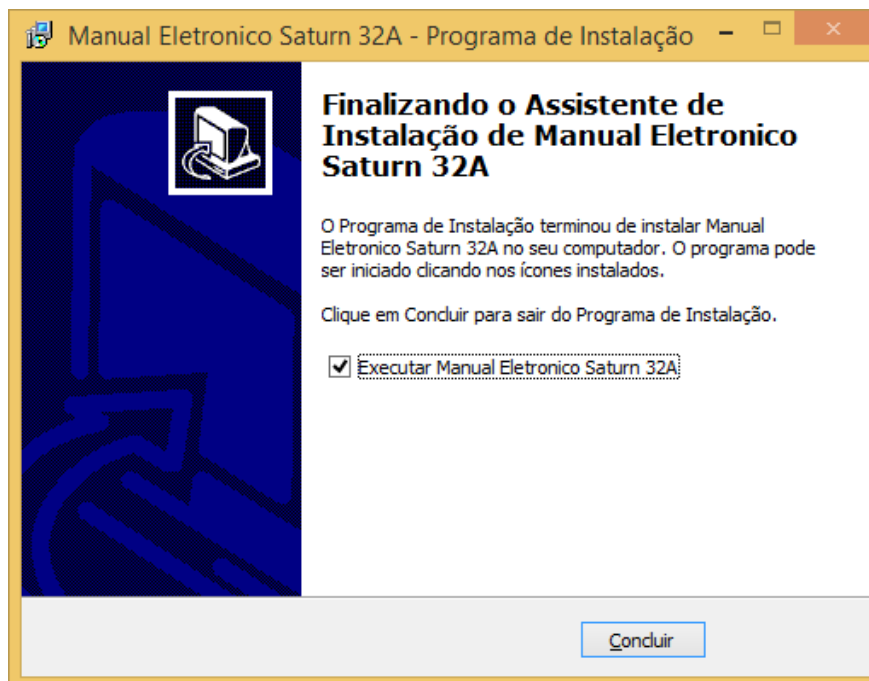 Manual Eletronico Saturn 32A - Programa de Instalação
Finalizando o Assistente de
Instalação de Manual Eletronico
Saturn 32A
O Programa de Instalação terminou de instalar Manual
Eletronico Saturn 32A no seu computador. O programa pode
ser iniciado clicando nos ícones instalados.
Clique em Concluir para sair do Programa de Instalação.
Executar Manual Eletronico Saturn 32A
Concluir